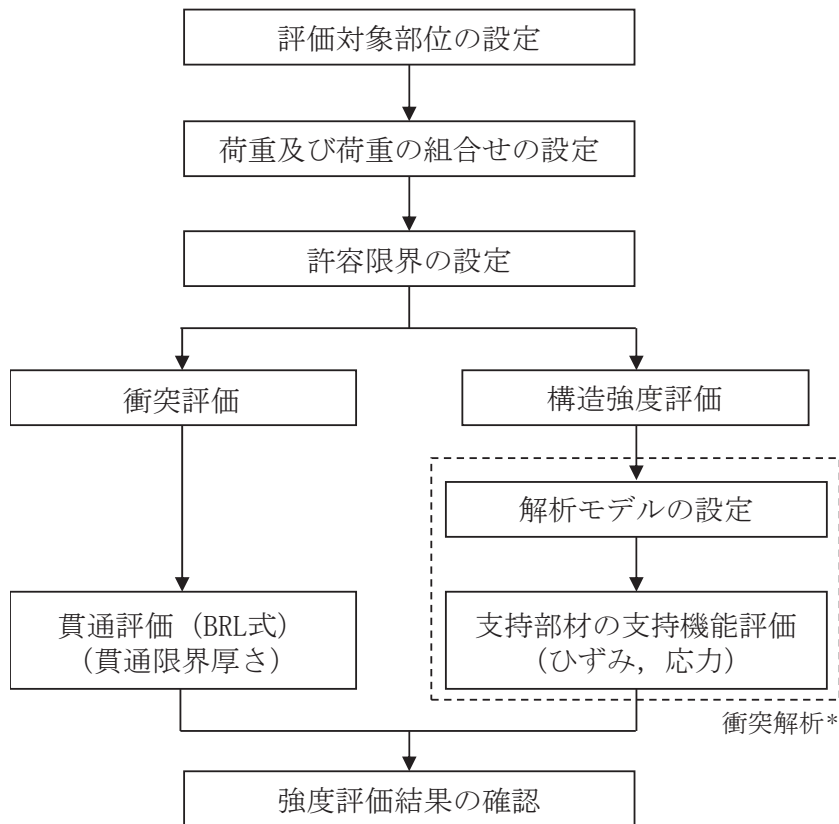 評価対象部位の設定
荷重及び荷重の組合せの設定
許容限界の設定
衝突評価
構造強度評価
解析モデルの設定
貫通評価（BRL式）
（貫通限界厚さ）
支持部材の支持機能評価
（ひずみ，応力）
衝突解析*
強度評価結果の確認